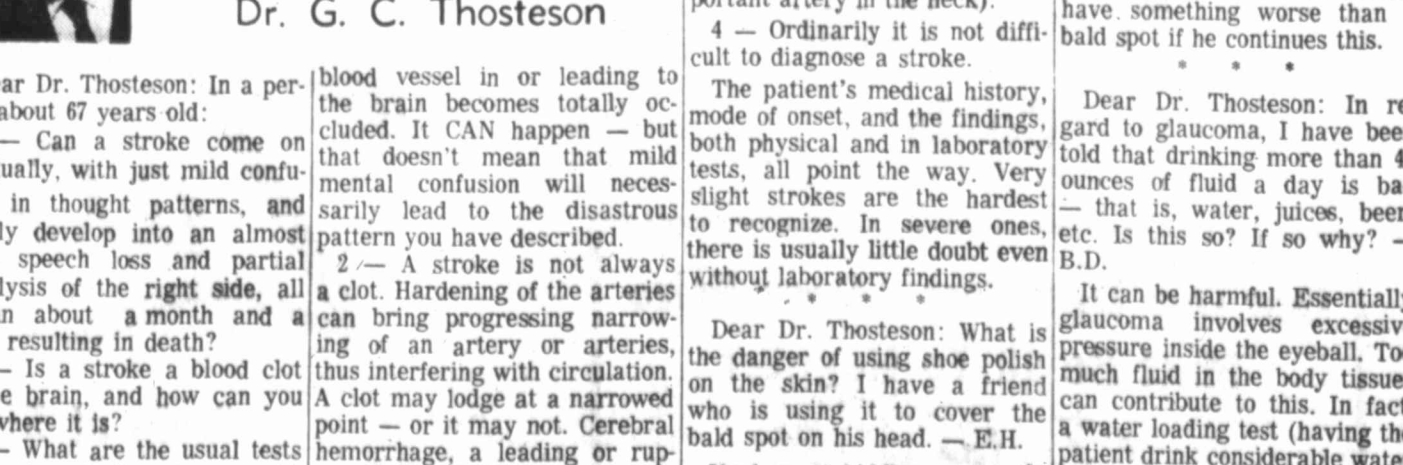 Dr. G. C. Thosteson
ar Dr. Thosteson: In a per-
about 67 years old:
— Can a stroke come on
ually, with just mild confu-
in thought patterns, and
ly develop into an almost
speech loss and partial
lysis of the right side, all
n about a month and a
resulting in death?
— Is a stroke a blood clot
e brain, and how can you
where it is?
— What are the usual tests
blood vessel in or leading to
the brain becomes totally oc-
cluded. It CAN happen — but
that doesn't mean that mild
mental confusion will neces-
sarily lead to the disastrous
pattern you have described.
2 — A stroke is not always
a clot. Hardening of the arteries
can bring progressing narrow-
ing of an artery or arteries,
thus interfering with circulation.
A clot may lodge at a narrowed
point — or it may not. Cerebral
hemorrhage, a leading or rup-
portant artery in the neck).
4 — Ordinarily it is not diffi-
cult to diagnose a stroke.
The patient's medical history,
mode of onset, and the findings,
both physical and in laboratory
tests, all point the way. Very
slight strokes are the hardest
to recognize. In severe ones,
there is usually little doubt even
without laboratory findings.
* * *
Dear Dr. Thosteson: What is
the danger of using shoe polish
on the skin? I have a friend
who is using it to cover the
bald spot on his head. — E.H.
have something worse than
bald spot if he continues this.
* * *
Dear Dr. Thosteson: In re
gard to glaucoma, I have bee
told that drinking more than 4
ounces of fluid a day is ba
— that is, water, juices, beer
etc. Is this so? If so why? —
B.D.
It can be harmful. Essentially
glaucoma involves excessiv
pressure inside the eyeball. To
much fluid in the body tissue
can contribute to this. In fact
a water loading test (having th
patient drink considerable wate